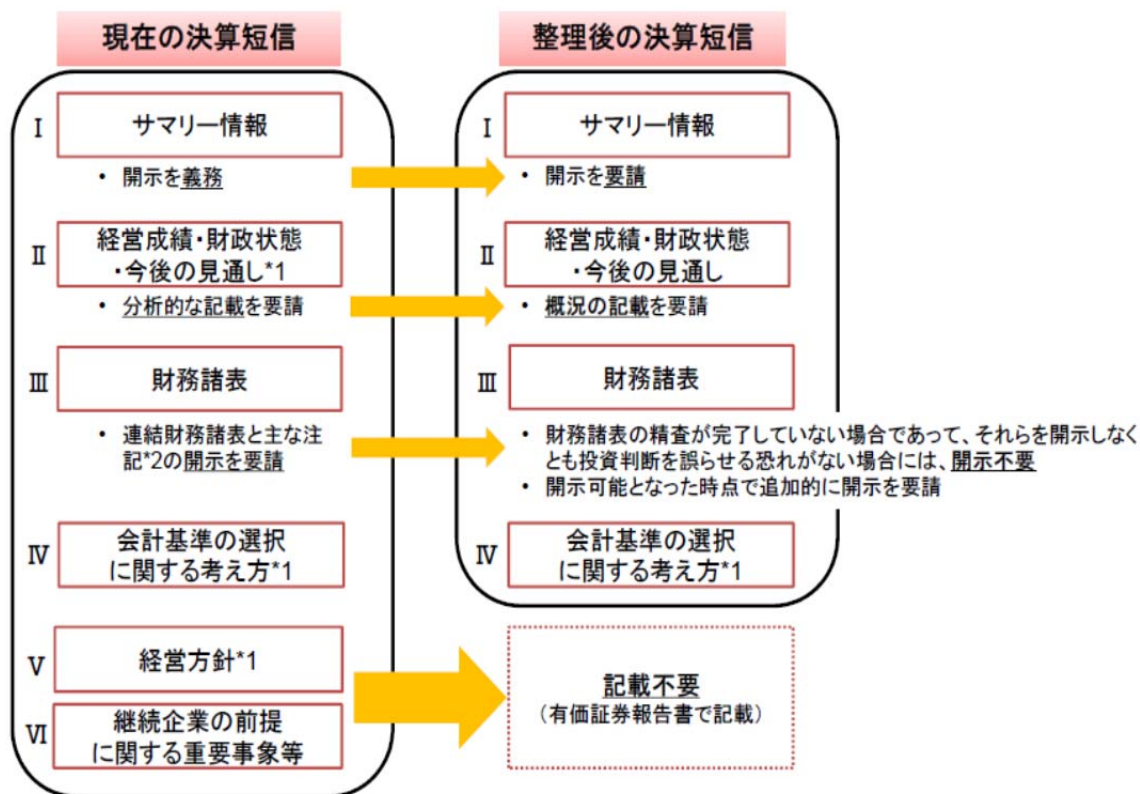 現在の決算短信
Ⅰ サマリー情報
• 開示を義務
Ⅱ 経営成績・財政状態
・今後の見通し*1
• 分析的な記載を要請
Ⅲ 財務諸表
• 連結財務諸表と主な注
記*2の開示を要請
Ⅳ 会計基準の選択
に関する考え方*1
Ⅴ 経営方針*1
Ⅵ 継続企業の前提
に関する重要事象等
整理後の決算短信
Ⅰ サマリー情報
• 開示を要請
Ⅱ 経営成績・財政状態
・今後の見通し
• 概況の記載を要請
Ⅲ 財務諸表
• 財務諸表の精査が完了していない場合であって、それらを開示しなく
とも投資判断を誤らせる恐れがない場合には、開示不要
• 開示可能となった時点で追加的に開示を要請
Ⅳ 会計基準の選択
に関する考え方*1
記載不要
（有価証券報告書で記載）